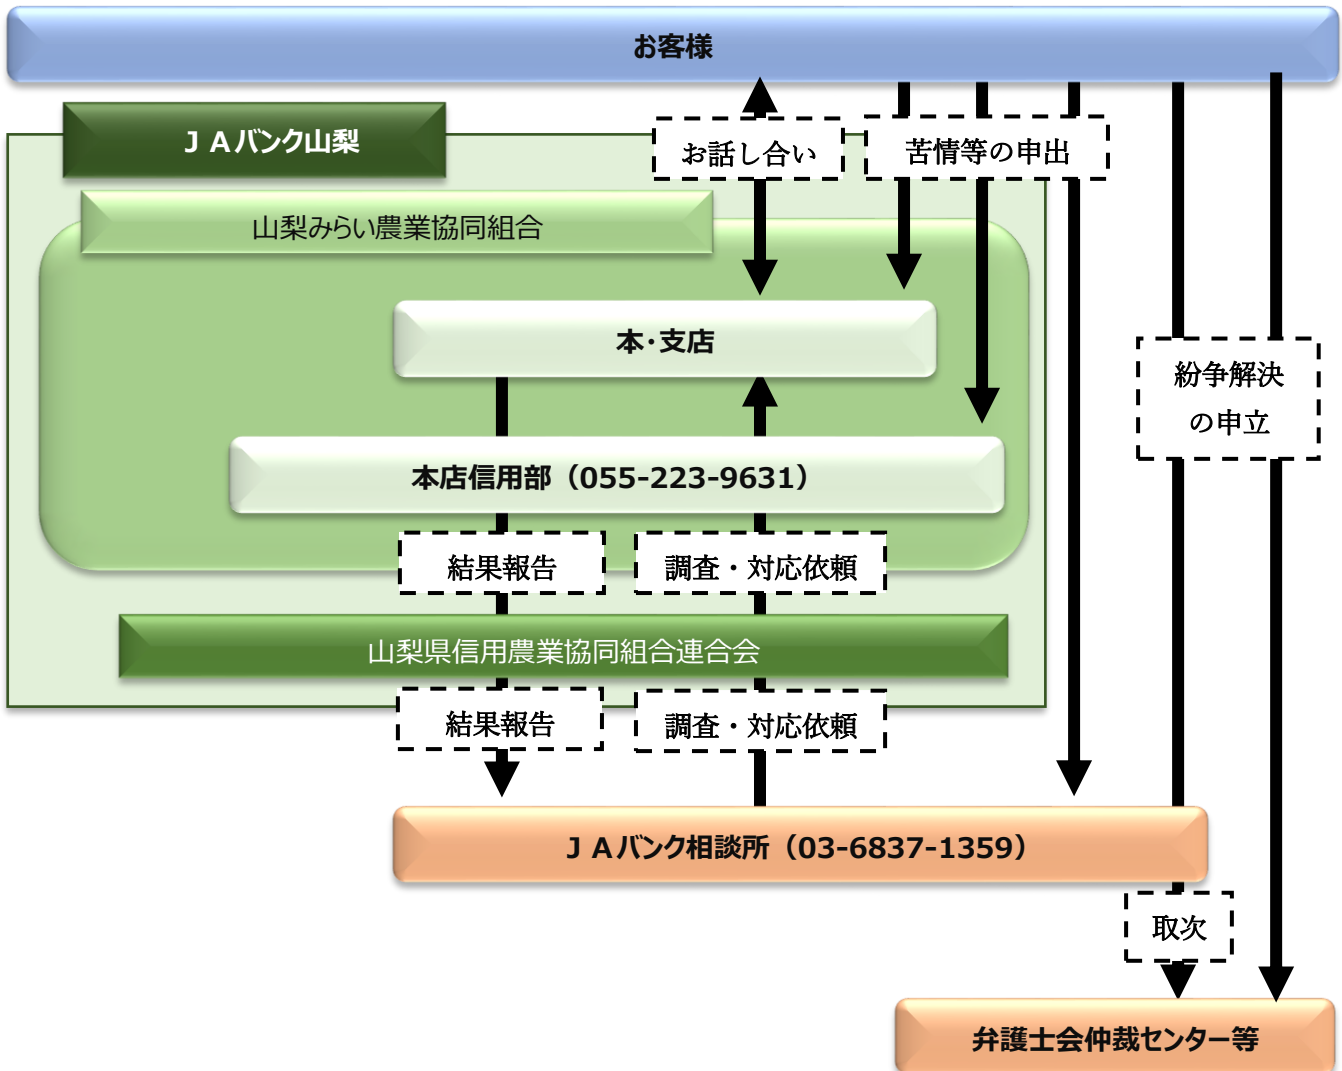 お客様
ＪＡバンク山梨
お話し合い
苦情等の申出
山梨みらい農業協同組合
本・支店
紛争解決
の申立
本店信用部（055-223-9631）
結果報告
調査・対応依頼
山梨県信用農業協同組合連合会
結果報告
調査・対応依頼
ＪＡバンク相談所（03-6837-1359）
取次
弁護士会仲裁センター等